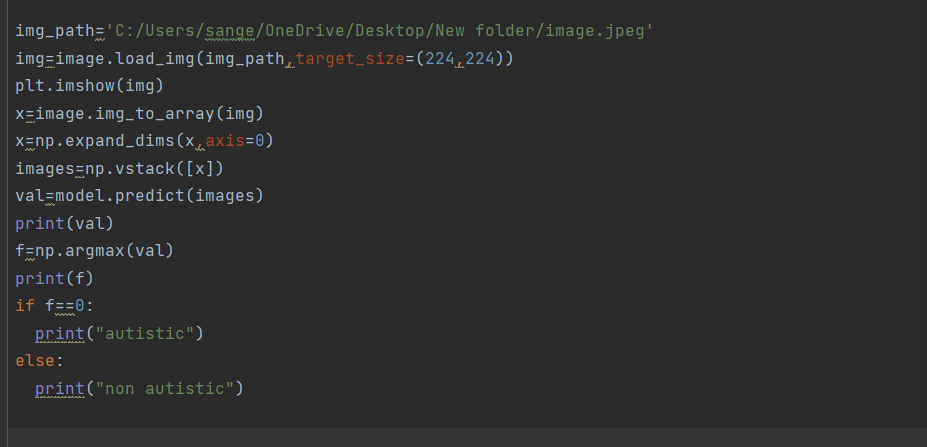 img_path='C:/Users/sange/OneDrive/Desktop/New folder/image.jpeg'
img=image.load_img(img_path,target_size=(224,224))
plt.imshow(img)
x=image.img_to_array(img)
x=np.expand_dims(x,axis=0)
images=np.vstack([x])
val=model.predict(images)
print(val)
f=np.argmax(val)
print(f)
if f==0:
  print("autistic")
else:
  print("non autistic")